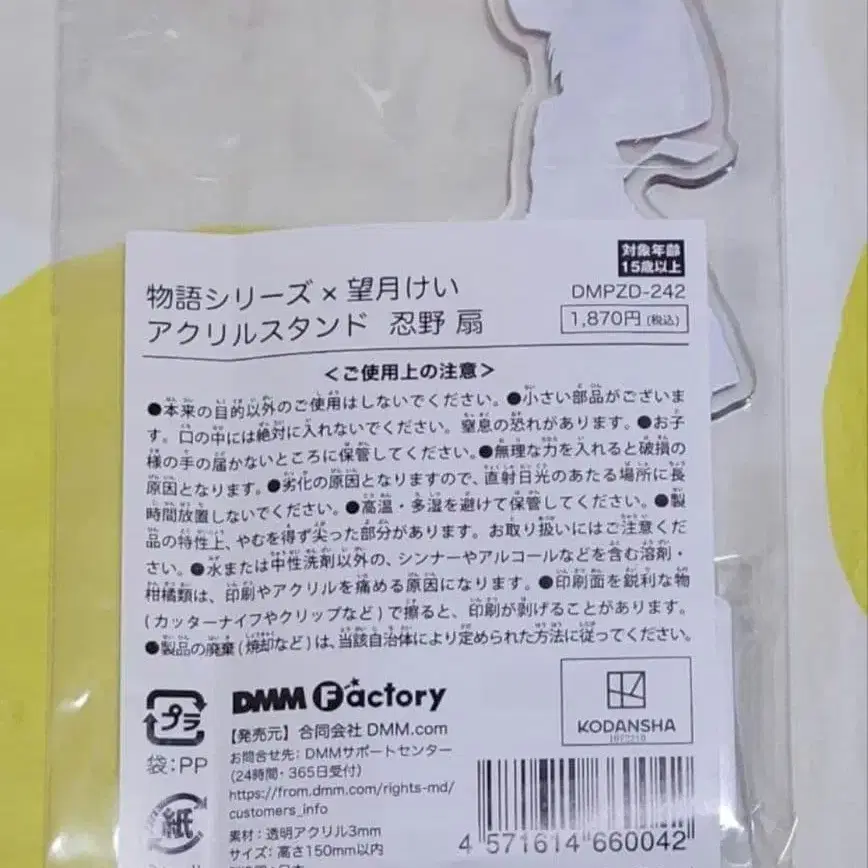 対象年齢
15歳以上
物語シリーズ × 望月けい
DMPZD-242
アクリルスタンド 忍野 扇
1,870円 (税込)
<ご使用上の注意>
●本来の目的以外のご使用はしないでください。●小さい部品がございま
す。口の中には絶対に入れないでください。窒息の恐れがあります。●お子
様の手の届かないところに保管してください。●無理な力を入れると破損の
原因となります。●劣化の原因となりますので、直射日光のあたる場所に長
時間放置しないでください。●高温・多湿を避けて保管してください。●製
品の特性上、やむを得ず尖った部分があります。お取り扱いにはご注意くだ
さい。●水または中性洗剤以外の、シンナーやアルコールなどを含む溶剤・
柑橘類は、印刷やアクリルを痛める原因になります。●印刷面を鋭利な物
(カッターナイフやクリップなど)で擦ると、印刷が剥げることがあります。
●製品の廃棄(焼却など)は、当該自治体により定められた方法に従ってください。
プラ
袋:PP
紙
DMM Factory
【発売元】合同会社DMM.com
お問合せ先:DMMサポートセンター
(24時間・365日受付)
https://from.dmm.com/rights-md/
customers_info
素材:透明アクリル3mm
サイズ:高さ150mm以内
KODANSHA
4 571614 660042